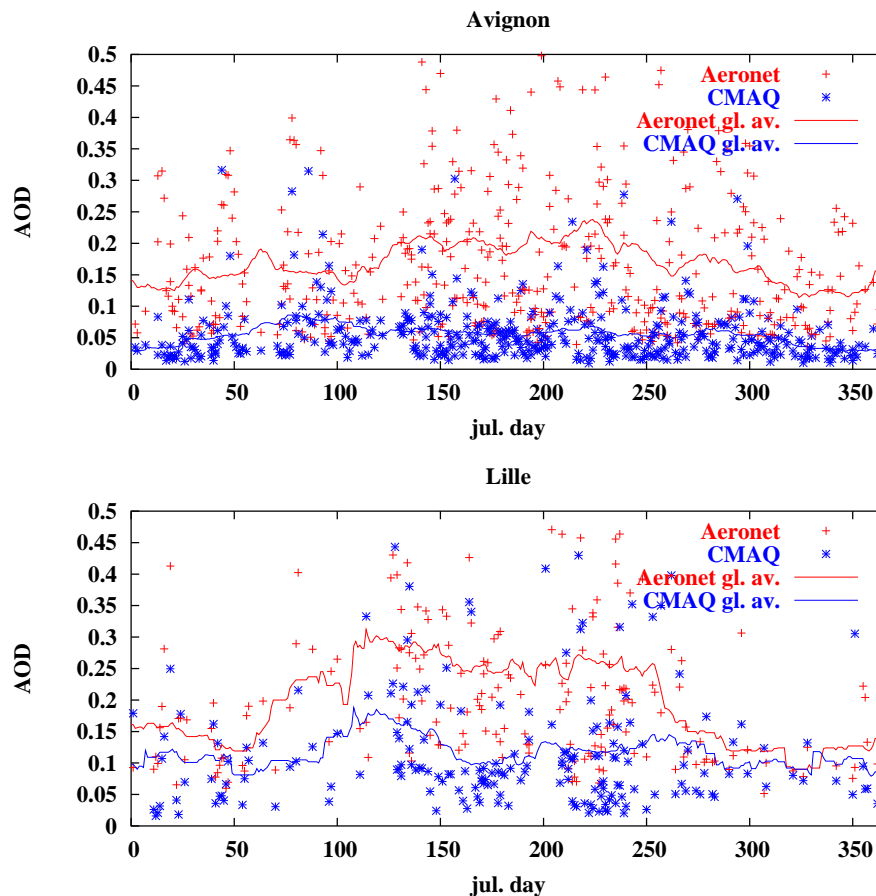 Avignon
0.5
0.45
0.4
0.35
0.3
0.25
0.2
0.15
0.1
0.05
0
AOD
Aeronet
CMAQ
Aeronet gl. av.
CMAQ gl. av.
0 50 100 150 200 250 300 350
jul. day
Lille
0.5
0.45
0.4
0.35
0.3
0.25
0.2
0.15
0.1
0.05
0
AOD
Aeronet
CMAQ
Aeronet gl. av.
CMAQ gl. av.
0 50 100 150 200 250 300 350
jul. day